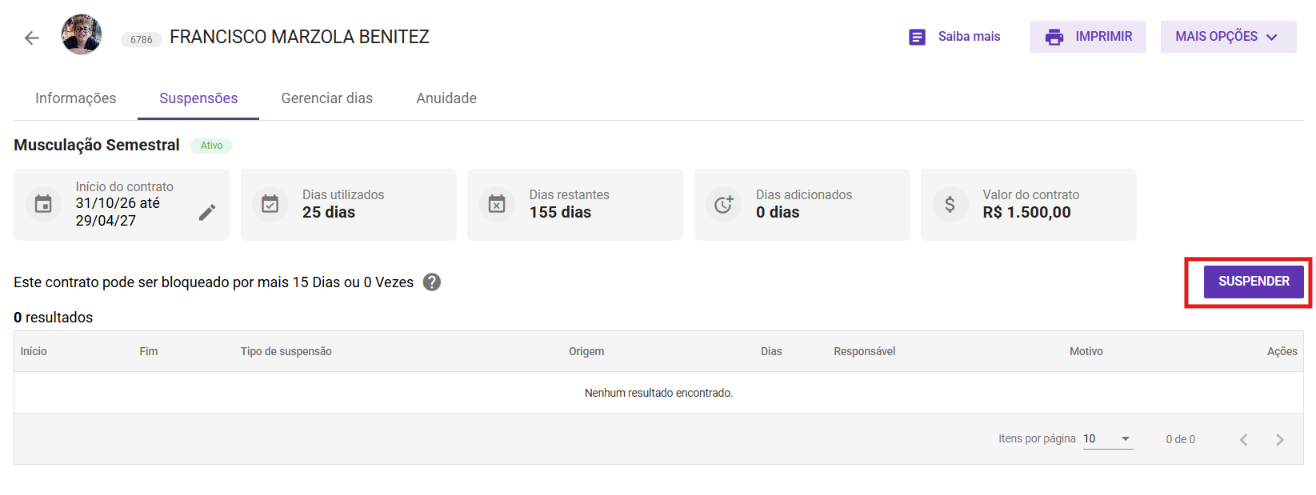 6786 FRANCISCO MARZOLA BENITEZ Saiba mais IMPRIMIR MAIS OPÇÕES
Informações Suspensões Gerenciar dias Anuidade
Musculação Semestral Ativo
Início do contrato
31/10/26 até
29/04/27
Dias utilizados
25 dias
Dias restantes
155 dias
Dias adicionados
0 dias
$
Valor do contrato
R$ 1.500,00
Este contrato pode ser bloqueado por mais 15 Dias ou 0 Vezes ? SUSPENDER
0 resultados
Início Fim Tipo de suspensão Origem Dias Responsável Motivo Ações
Nenhum resultado encontrado.
Itens por página 10 0 de 0